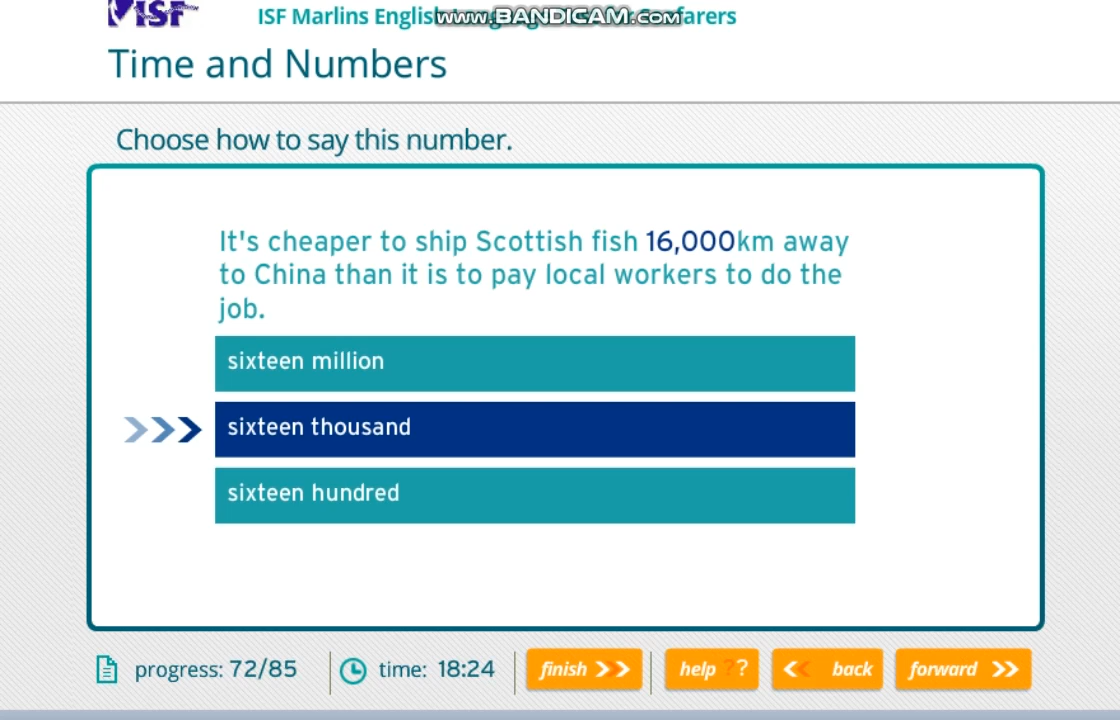 ISF
ISF Marlins English www.BANDICAM.com farers
Time and Numbers
Choose how to say this number.
It's cheaper to ship Scottish fish 16,000km away
to China than it is to pay local workers to do the
job.
sixteen million
sixteen thousand
sixteen hundred
progress: 72/85 time: 18:24 finish help ?? back forward